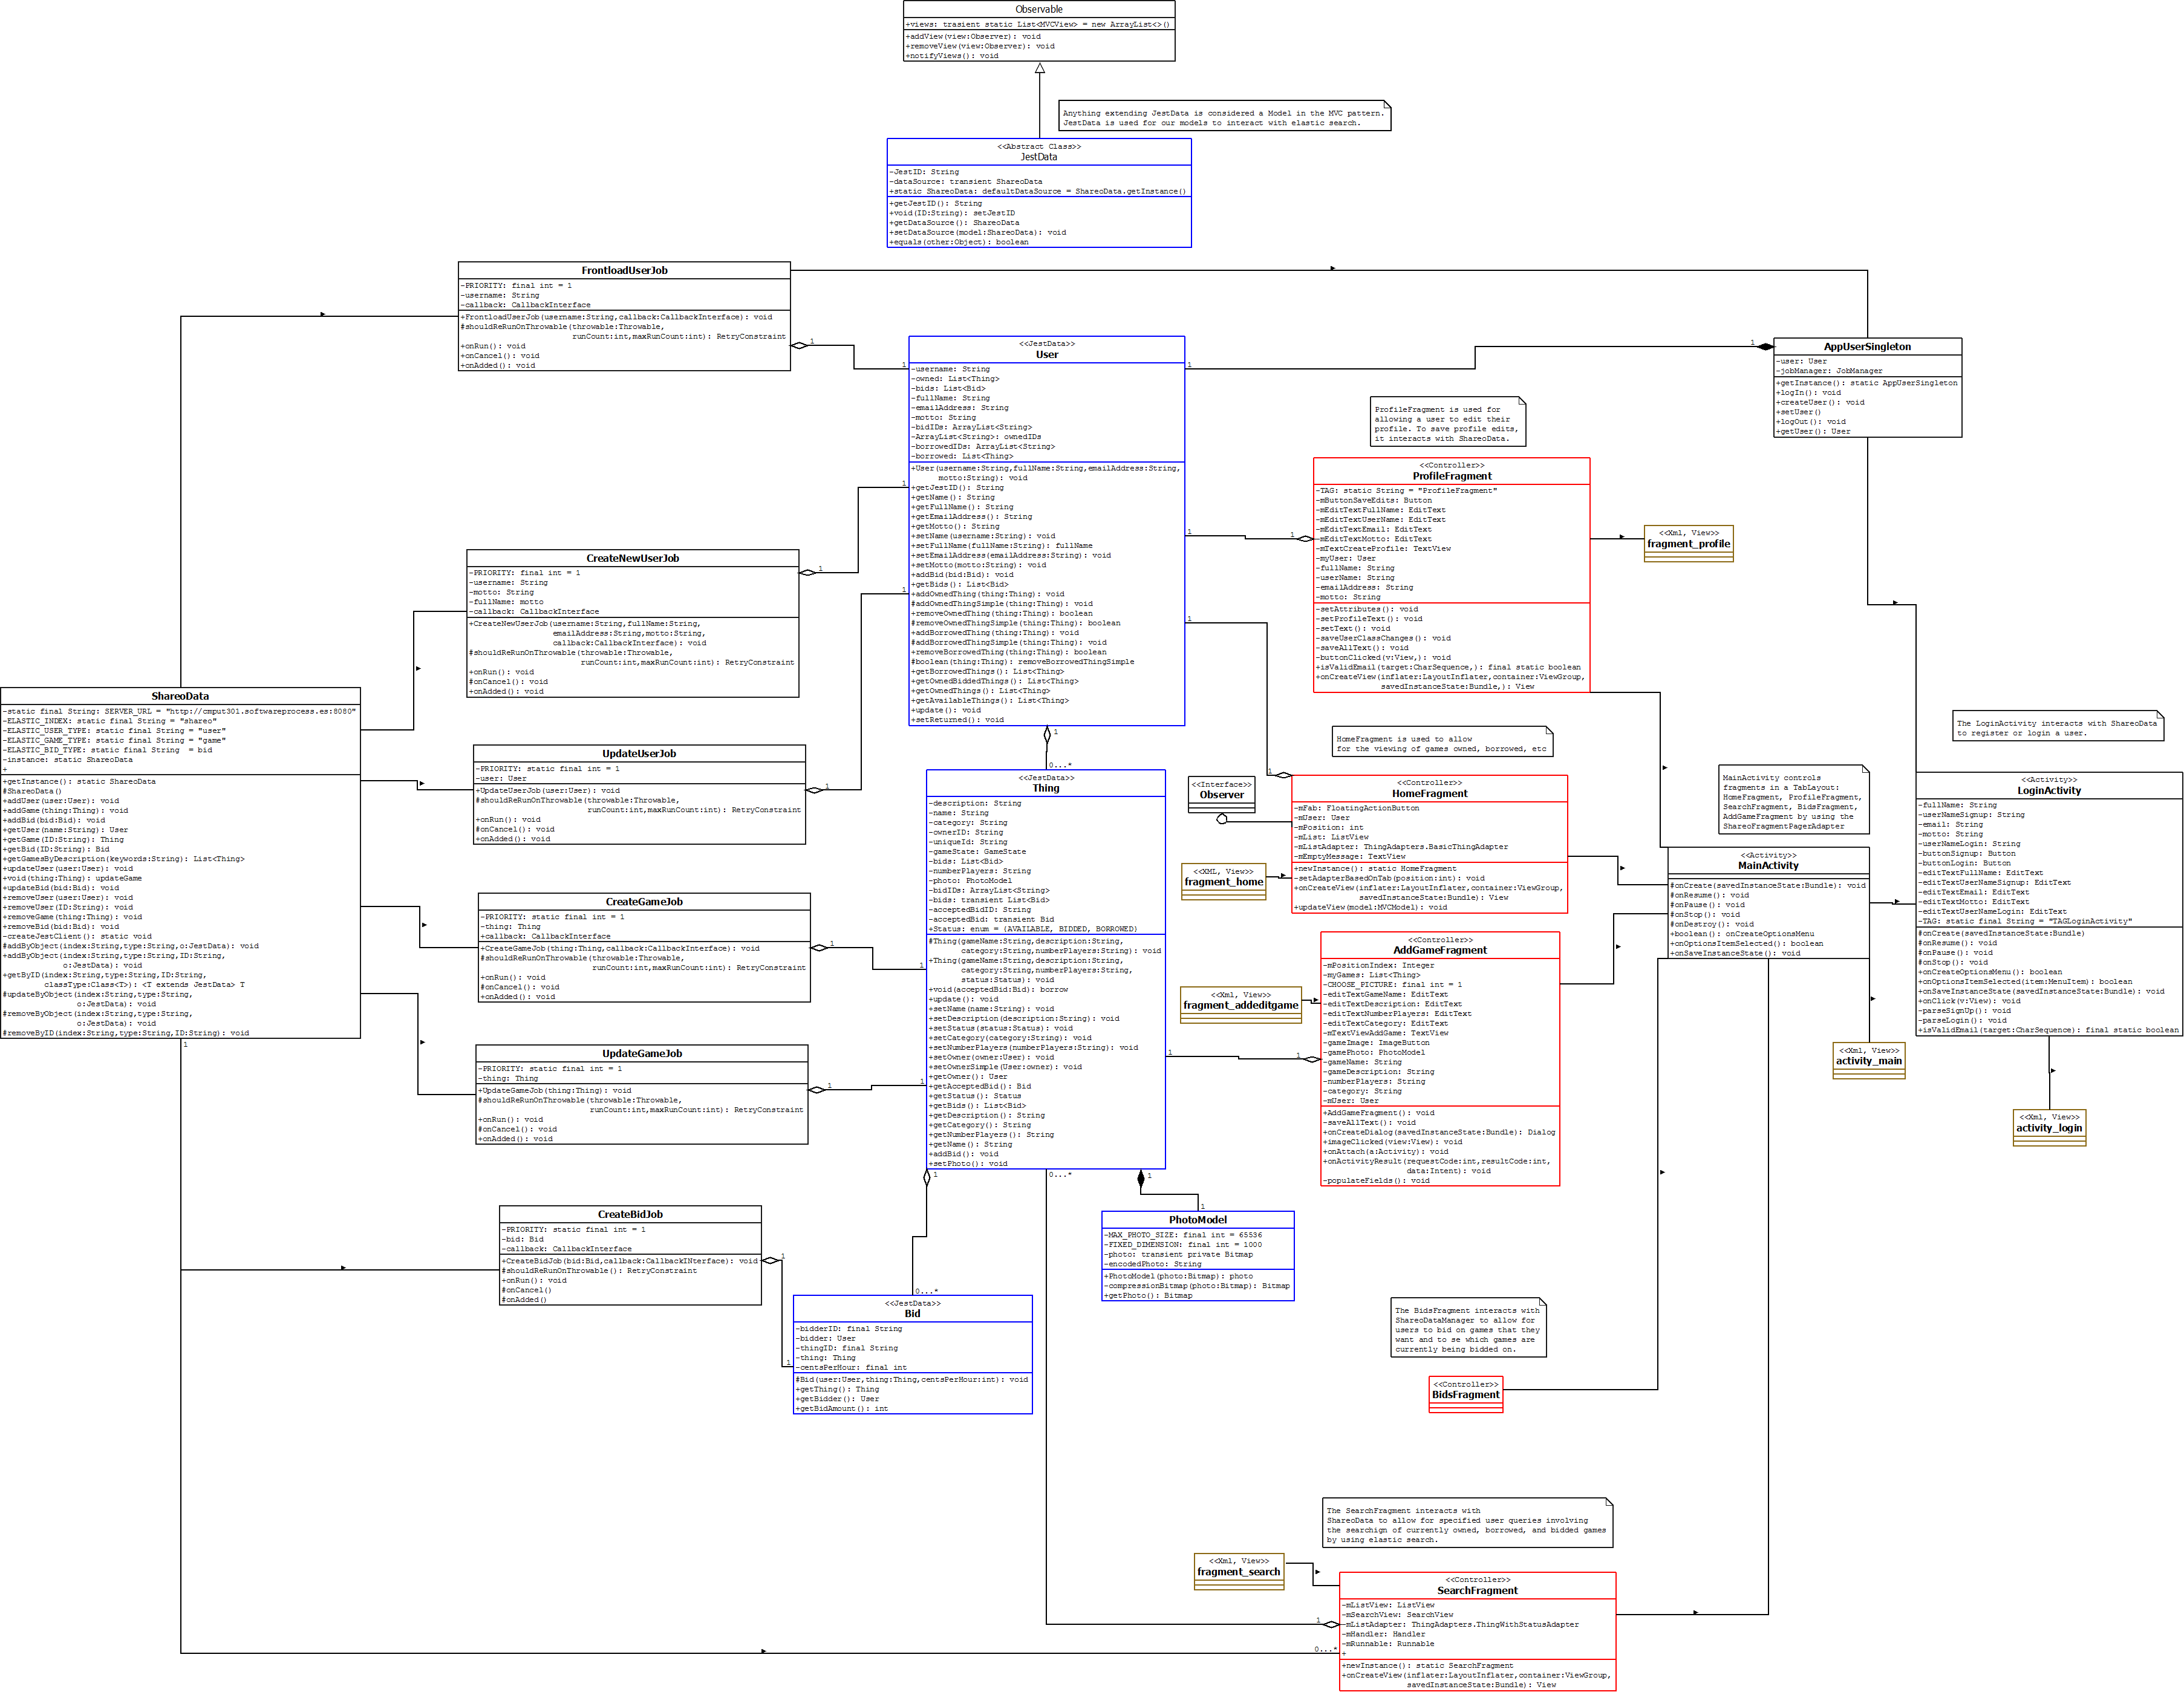 Observable
+views: trasient static List<MVCView> = new ArrayList<>()
+addView(view:Observer): void
+removeView(view:Observer): void
+notifyViews(): void
Anything extending JestData is considered a Model in the MVC pattern.
JestData is used for our models to interact with elastic search.
<<Abstract Class>>
JestData
-JestID: String
-dataSource: transient ShareoData
+static ShareoData: defaultDataSource = ShareoData.getInstance()
+getJestID(): String
+void(ID:String): setJestID
+getDataSource(): ShareoData
+setDataSource(model:ShareoData): void
+equals(other:Object): boolean
FrontloadUserJob
-PRIORITY: final int = 1
-username: String
-callback: CallbackInterface
+FrontloadUserJob(username:String,callback:CallbackInterface): void
#shouldReRunOnThrowable(throwable:Throwable,
runCount:int,maxRunCount:int): RetryConstraint
+onRun(): void
+onCancel(): void
+onAdded(): void
1
1
<<JestData>>
User
-username: String
-owned: List<Thing>
-bids: List<Bid>
-fullName: String
-emailAddress: String
-motto: String
-bidIDs: ArrayList<String>
-ArrayList<String>: ownedIDs
-borrowedIDs: ArrayList<String>
-borrowed: List<Thing>
+User(username:String,fullName:String,emailAddress:String,
motto:String): void
+getJestID(): String
+getName(): String
+getFullName(): String
+getEmailAddress(): String
+getMotto(): String
+setName(username:String): void
+setFullName(fullName:String): fullName
+setEmailAddress(emailAddress:String): void
+setMotto(motto:String): void
+addBid(bid:Bid): void
+getBids(): List<Bid>
+addOwnedThing(thing:Thing): void
#addOwnedThingSimple(thing:Thing): void
+removeOwnedThing(thing:Thing): boolean
#removeOwnedThingSimple(thing:Thing): boolean
+addBorrowedThing(thing:Thing): void
#addBorrowedThingSimple(thing:Thing): void
+removeBorrowedThing(thing:Thing): boolean
#boolean(thing:Thing): removeBorrowedThingSimple
+getBorrowedThings(): List<Thing>
+getOwnedBiddedThings(): List<Thing>
+getOwnedThings(): List<Thing>
+getAvailableThings(): List<Thing>
+update(): void
+setReturned(): void
1
1
AppUserSingleton
-user: User
-jobManager: JobManager
+getInstance(): static AppUserSingleton
+logIn(): void
+createUser(): void
+setUser()
+logOut(): void
+getUser(): User
ProfileFragment is used for
allowing a user to edit their
profile. To save profile edits,
it interacts with ShareoData.
<<Controller>>
ProfileFragment
-TAG: static String = "ProfileFragment"
-mButtonSaveEdits: Button
-mEditTextFullName: EditText
-mEditTextUserName: EditText
-mEditTextEmail: EditText
-mEditTextMotto: EditText
-mTextCreateProfile: TextView
-myUser: User
-fullName: String
-userName: String
-emailAddress: String
-motto: String
-setAttributes(): void
-setProfileText(): void
-setText(): void
-saveUserClassChanges(): void
-saveAllText(): void
-buttonClicked(v:View,): void
+isValidEmail(target:CharSequence,): final static boolean
+onCreateView(inflater:LayoutInflater,container:ViewGroup,
savedInstanceState:Bundle,): View
1
1
<<Xml, View>>
fragment_profile
CreateNewUserJob
-PRIORITY: final int = 1
-username: String
-motto: String
-fullName: motto
-callback: CallbackInterface
+CreateNewUserJob(username:String,fullName:String,
emailAddress:String,motto:String,
callback:CallbackInterface): void
#shouldReRunOnThrowable(throwable:Throwable,
runCount:int,maxRunCount:int): RetryConstraint
+onRun(): void
#onCancel(): void
+onAdded(): void
1
1
1
1
ShareoData
-static final String: SERVER_URL = "http://cmput301.softwareprocess.es:8080"
-ELASTIC_INDEX: static final String = "shareo"
-ELASTIC_USER_TYPE: static final String = "user"
-ELASTIC_GAME_TYPE: static final String = "game"
-ELASTIC_BID_TYPE: static final String  = bid
-instance: static ShareoData
+
+getInstance(): static ShareoData
#ShareoData()
+addUser(user:User): void
+addGame(thing:Thing): void
+addBid(bid:Bid): void
+getUser(name:String): User
+getGame(ID:String): Thing
+getBid(ID:String): Bid
+getGamesByDescription(keywords:String): List<Thing>
+updateUser(user:User): void
+void(thing:Thing): updateGame
+updateBid(bid:Bid): void
+removeUser(user:User): void
+removeUser(ID:String): void
+removeGame(thing:Thing): void
+removeBid(bid:Bid): void
-createJestClient(): static void
#addByObject(index:String,type:String,o:JestData): void
+addByObject(index:String,type:String,ID:String,
o:JestData): void
+getByID(index:String,type:String,ID:String,
classType:Class<T>): <T extends JestData> T
#updateByObject(index:String,type:String,
o:JestData): void
#removeByObject(index:String,type:String,
o:JestData): void
#removeByID(index:String,type:String,ID:String): void
1
UpdateUserJob
-PRIORITY: static final int = 1
-user: User
+UpdateUserJob(user:User): void
#shouldReRunOnThrowable(throwable:Throwable,
runCount:int,maxRunCount:int): RetryConstraint
+onRun(): void
#onCancel(): void
+onAdded(): void
1
1
0...*
<<JestData>>
Thing
-description: String
-name: String
-category: String
-ownerID: String
-uniqueId: String
-gameState: GameState
-bids: List<Bid>
-numberPlayers: String
-photo: PhotoModel
-bidIDs: ArrayList<String>
-bids: transient List<Bid>
-acceptedBidID: String
-acceptedBid: transient Bid
+Status: enum = (AVAILABLE, BIDDED, BORROWED)
#Thing(gameName:String,description:String,
category:String,numberPlayers:String): void
+Thing(gameName:String,description:String,
category:String,numberPlayers:String,
status:Status): void
+void(acceptedBid:Bid): borrow
+update(): void
+setName(name:String): void
+setDescription(description:String): void
+setStatus(status:Status): void
+setCategory(category:String): void
+setNumberPlayers(numberPlayers:String): void
+setOwner(owner:User): void
+setOwnerSimple(User:owner): void
+getOwner(): User
+getAcceptedBid(): Bid
+getStatus(): Status
+getBids(): List<Bid>
+getDescription(): String
+getCategory(): String
+getNumberPlayers(): String
+getName(): String
+addBid(): void
+setPhoto(): void
<<Interface>>
Observer
HomeFragment is used to allow
for the viewing of games owned, borrowed, etc
1
<<Controller>>
HomeFragment
-mFab: FloatingActionButton
-mUser: User
-mPosition: int
-mList: ListView
-mListAdapter: ThingAdapters.BasicThingAdapter
-mEmptyMessage: TextView
+newInstance(): static HomeFragment
-setAdapterBasedOnTab(position:int): void
+onCreateView(inflater:LayoutInflater,container:ViewGroup,
savedInstanceState:Bundle): View
+updateView(model:MVCModel): void
<<XML, View>>
fragment_home
The LoginActivity interacts with ShareoData
to register or login a user.
MainActivity controls
fragments in a TabLayout:
HomeFragment, ProfileFragment,
SearchFragment, BidsFragment,
AddGameFragment by using the
ShareoFragmentPagerAdapter
<<Activity>>
MainActivity
#onCreate(savedInstanceState:Bundle): void
#onResume(): void
#onPause(): void
#onStop(): void
#onDestroy(): void
+boolean(): onCreateOptionsMenu
+onOptionsItemSelected(): boolean
+onSaveInstanceState(): void
<<Activity>>
LoginActivity
-fullName: String
-userNameSignup: String
-email: String
-motto: String
-userNameLogin: String
-buttonSignup: Button
-buttonLogin: Button
-editTextFullName: EditText
-editTextUserNameSignup: EditText
-editTextEmail: EditText
-editTextMotto: EditText
-editTextUserNameLogin: EditText
-TAG: static final String = "TAGLoginActivity"
#onCreate(savedInstanceState:Bundle)
#onResume(): void
#onPause(): void
#onStop(): void
+onCreateOptionsMenu(): boolean
+onOptionsItemSelected(item:MenuItem): boolean
+onSaveInstanceState(savedInstanceState:Bundle): void
+onClick(v:View): void
-parseSignUp(): void
-parseLogin(): void
+isValidEmail(target:CharSequence): final static boolean
CreateGameJob
-PRIORITY: static final int = 1
-thing: Thing
+callback: CallbackInterface
+CreateGameJob(thing:Thing,callback:CallbackInterface): void
#shouldReRunOnThrowable(throwable:Throwable,
runCount:int,maxRunCount:int): RetryConstraint
+onRun(): void
#onCancel(): void
+onAdded(): void
1
1
<<Controller>>
AddGameFragment
-mPositionIndex: Integer
-myGames: List<Thing>
-CHOOSE_PICTURE: final int = 1
-editTextGameName: EditText
-editTextDescription: EditText
-editTextNumberPlayers: EditText
-editTextCategory: EditText
-mTextViewAddGame: TextView
-gameImage: ImageButton
-gamePhoto: PhotoModel
-gameName: String
-gameDescription: String
-numberPlayers: String
-category: String
-mUser: User
+AddGameFragment(): void
-saveAllText(): void
+onCreateDialog(savedInstanceState:Bundle): Dialog
+imageClicked(view:View): void
+onAttach(a:Activity): void
+onActivityResult(requestCode:int,resultCode:int,
data:Intent): void
-populateFields(): void
<<Xml, View>>
fragment_addeditgame
1
1
<<Xml, View>>
activity_main
<<Xml, View>>
activity_login
UpdateGameJob
-PRIORITY: static final int = 1
-thing: Thing
+UpdateGameJob(thing:Thing): void
#shouldReRunOnThrowable(throwable:Throwable,
runCount:int,maxRunCount:int): RetryConstraint
+onRun(): void
#onCancel(): void
+onAdded(): void
1
1
1
0...*
1
1
PhotoModel
-MAX_PHOTO_SIZE: final int = 65536
-FIXED_DIMENSION: final int = 1000
-photo: transient private Bitmap
-encodedPhoto: String
+PhotoModel(photo:Bitmap): photo
-compressionBitmap(photo:Bitmap): Bitmap
+getPhoto(): Bitmap
CreateBidJob
-PRIORITY: static final int = 1
-bid: Bid
-callback: CallbackInterface
+CreateBidJob(bid:Bid,callback:CallbackINterface): void
#shouldReRunOnThrowable(): RetryConstraint
+onRun(): void
#onCancel()
#onAdded()
1
1
0...*
<<JestData>>
Bid
-bidderID: final String
-bidder: User
-thingID: final String
-thing: Thing
-centsPerHour: final int
#Bid(user:User,thing:Thing,centsPerHour:int): void
+getThing(): Thing
+getBidder(): User
+getBidAmount(): int
The BidsFragment interacts with
ShareoDataManager to allow for
users to bid on games that they
want and to se which games are
currently being bidded on.
<<Controller>>
BidsFragment
The SearchFragment interacts with
ShareoData to allow for specified user queries involving
the searchign of currently owned, borrowed, and bidded games
by using elastic search.
<<Xml, View>>
fragment_search
1
0...*
<<Controller>>
SearchFragment
-mListView: ListView
-mSearchView: SearchView
-mListAdapter: ThingAdapters.ThingWithStatusAdapter
-mHandler: Handler
-mRunnable: Runnable
+
+newInstance(): static SearchFragment
+onCreateView(inflater:LayoutInflater,container:ViewGroup,
savedInstanceState:Bundle): View